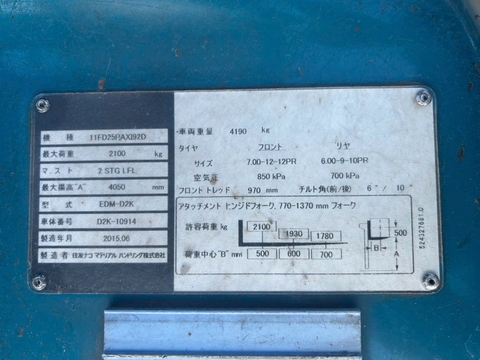 機 種 11FD25PAXI92D
最大荷重 2100 kg
マスト 2 STG LFL
最大揚高"A" 4050 mm
型 式 EDM-D2K
車体番号 D2K-10914
製造年月 2015.06
製造者 住友ナコ マテリアル ハンドリング株式会社
車両重量 4190 kg
タイヤ フロント リヤ
サイズ 7.00-12-12PR 6.00-9-10PR
空気圧 850 kPa 700 kPa
フロントトレッド 970 mm チルト角(前/後) 6°/ 10°
アタッチメント ヒンジドフォーク, 770-1370 mm フォーク
許容荷重 kg 2100 1930 1780
荷重中心"B" mm 500 600 700
500
B
A
524327681.0